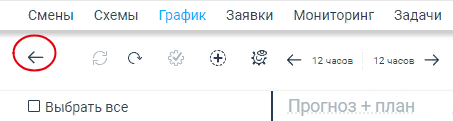 Смены Схемы График Заявки Мониторинг Задачи
12 часов 12 часов
Выбрать все Прогноз + план